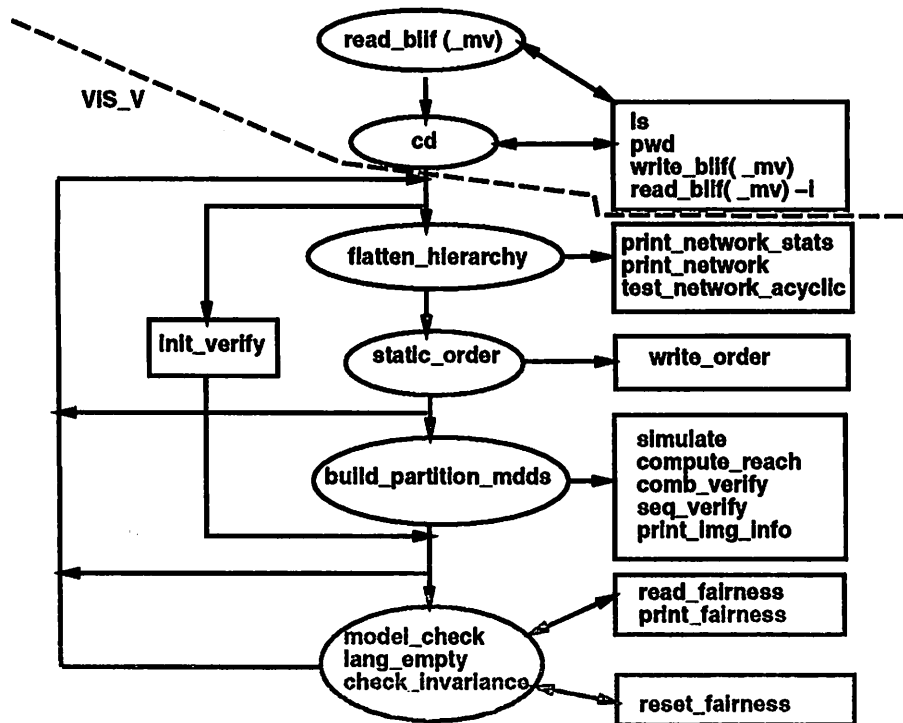 read_blif (_mv)
VIS_V
cd
ls
pwd
write_blif( _mv)
read_blif( _mv) –i
flatten_hierarchy
print_network_stats
print_network
test_network_acyclic
init_verify
static_order
write_order
build_partition_mdds
simulate
compute_reach
comb_verify
seq_verify
print_img_info
read_fairness
print_fairness
model_check
lang_empty
check_invariance
reset_fairness